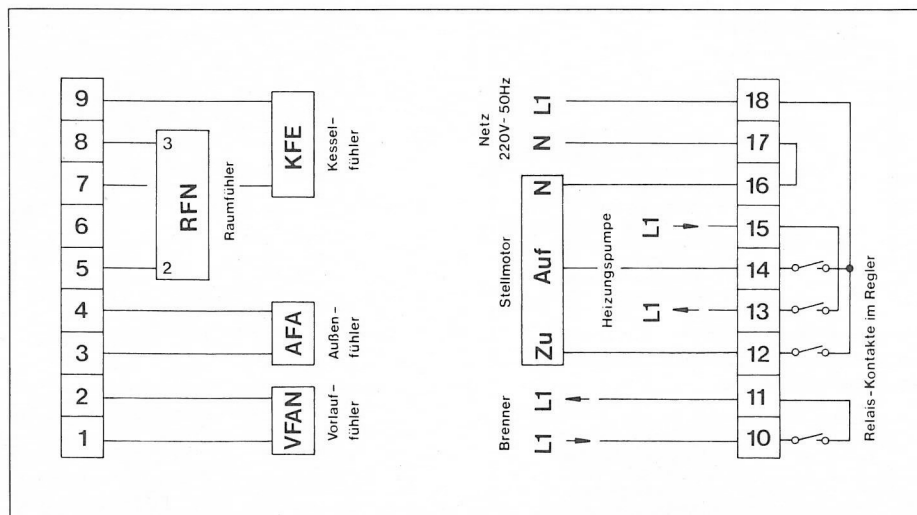 9
8
7
6
5
4
3
2
1
3
RFN
2
Raumfühler
KFE
Kessel-
fühler
AFA
Außen-
fühler
VFAN
Vorlauf-
fühler
Netz
220V-50Hz
L1
N
Stellmotor
N
Auf
Zu
Heizungspumpe
L1
L1
Brenner
L1
L1
18
17
16
15
14
13
12
11
10
Relais-Kontakte im Regler